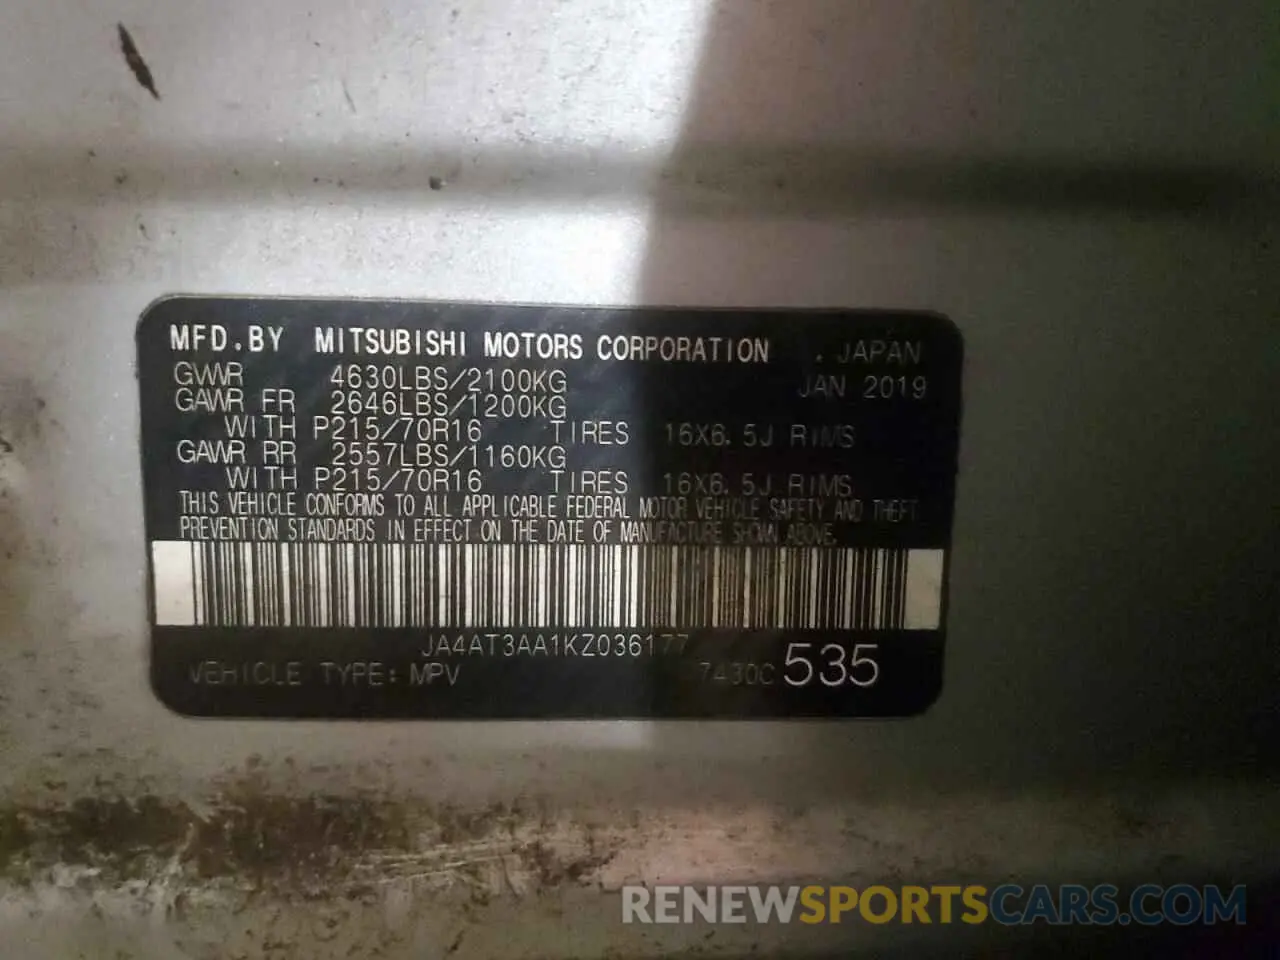 MFD.BY MITSUBISHI MOTORS CORPORATION . JAPAN
GVWR 4630LBS/2100KG JAN 2019
GAWR FR 2646LBS/1200KG
WITH P215/70R16 TIRES 16X6.5J RIMS
GAWR RR 2557LBS/1160KG
WITH P215/70R16 TIRES 16X6.5J RIMS
THIS VEHICLE CONFORMS TO ALL APPLICABLE FEDERAL MOTOR VEHICLE SAFETY AND THEFT
PREVENTION STANDARDS IN EFFECT ON THE DATE OF MANUFACTURE SHOWN ABOVE.
JA4AT3AA1KZ036177
VEHICLE TYPE: MPV 7430C 535
RENEWSPORTSCARS.COM